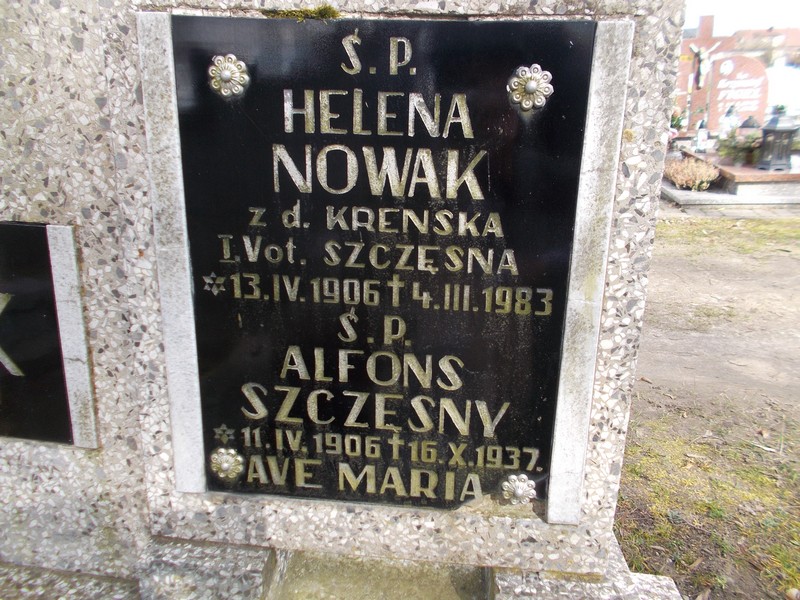 Ś. P.
HELENA
NOWAK
z d. KREŃSKA
I. Vot. SZCZĘSNA
13. IV. 1906 † 4. III. 1983
Ś. P.
ALFONS
SZCZĘSNY
11. IV. 1906 † 16. X. 1937.
AVE MARIA